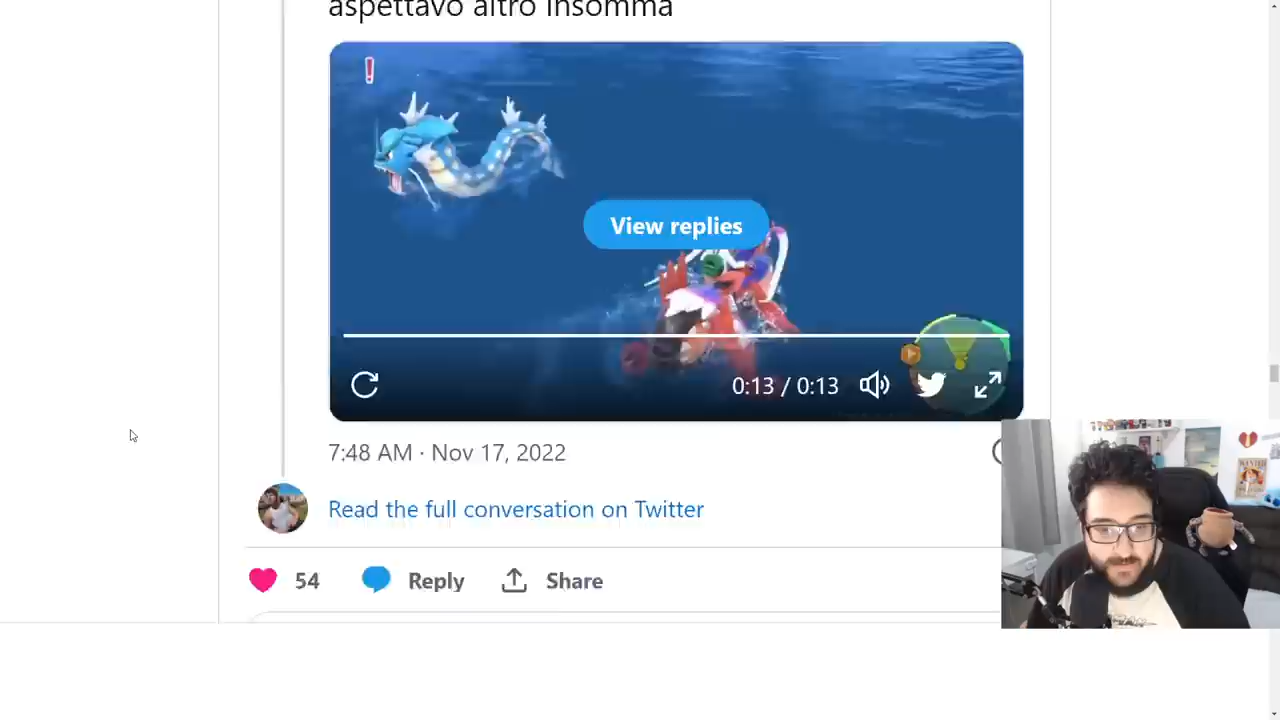 aspettavo altro insomma
!
View replies
0:13 / 0:13
7:48 AM · Nov 17, 2022
Read the full conversation on Twitter
54
Reply
Share
WANTED